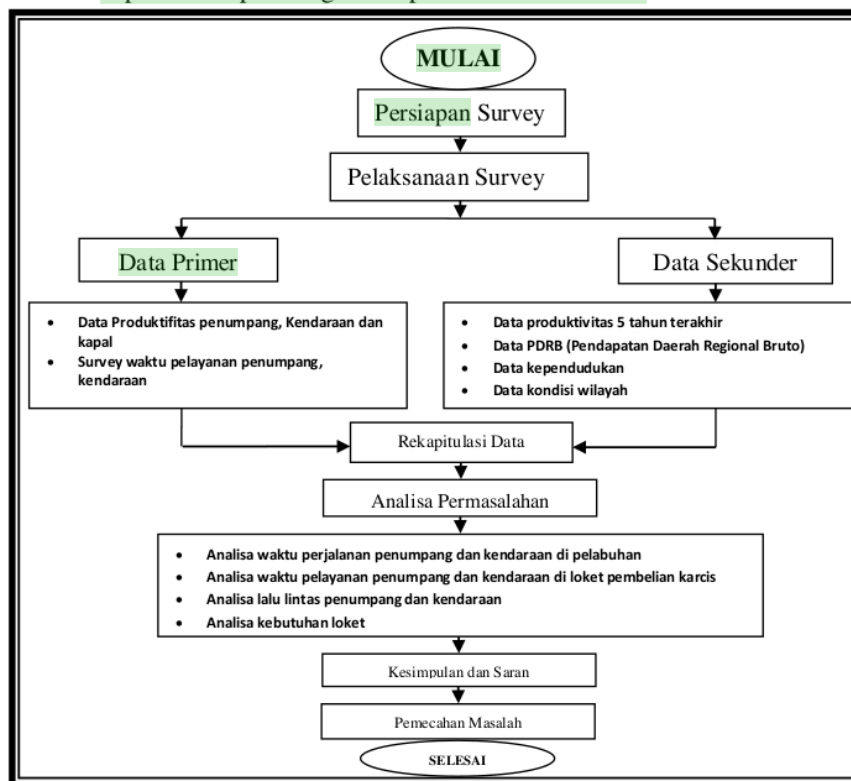 MULAI
Persiapan Survey
Pelaksanaan Survey
Data Primer
Data Sekunder
• Data Produktifitas penumpang, Kendaraan dan
kapal
• Survey waktu pelayanan penumpang,
kendaraan
• Data produktivitas 5 tahun terakhir
• Data PDRB (Pendapatan Daerah Regional Bruto)
• Data kependudukan
• Data kondisi wilayah
Rekapitulasi Data
Analisa Permasalahan
• Analisa waktu perjalanan penumpang dan kendaraan di pelabuhan
• Analisa waktu pelayanan penumpang dan kendaraan di loket pembelian karcis
• Analisa lalu lintas penumpang dan kendaraan
• Analisa kebutuhan loket
Kesimpulan dan Saran
Pemecahan Masalah
SELESAI